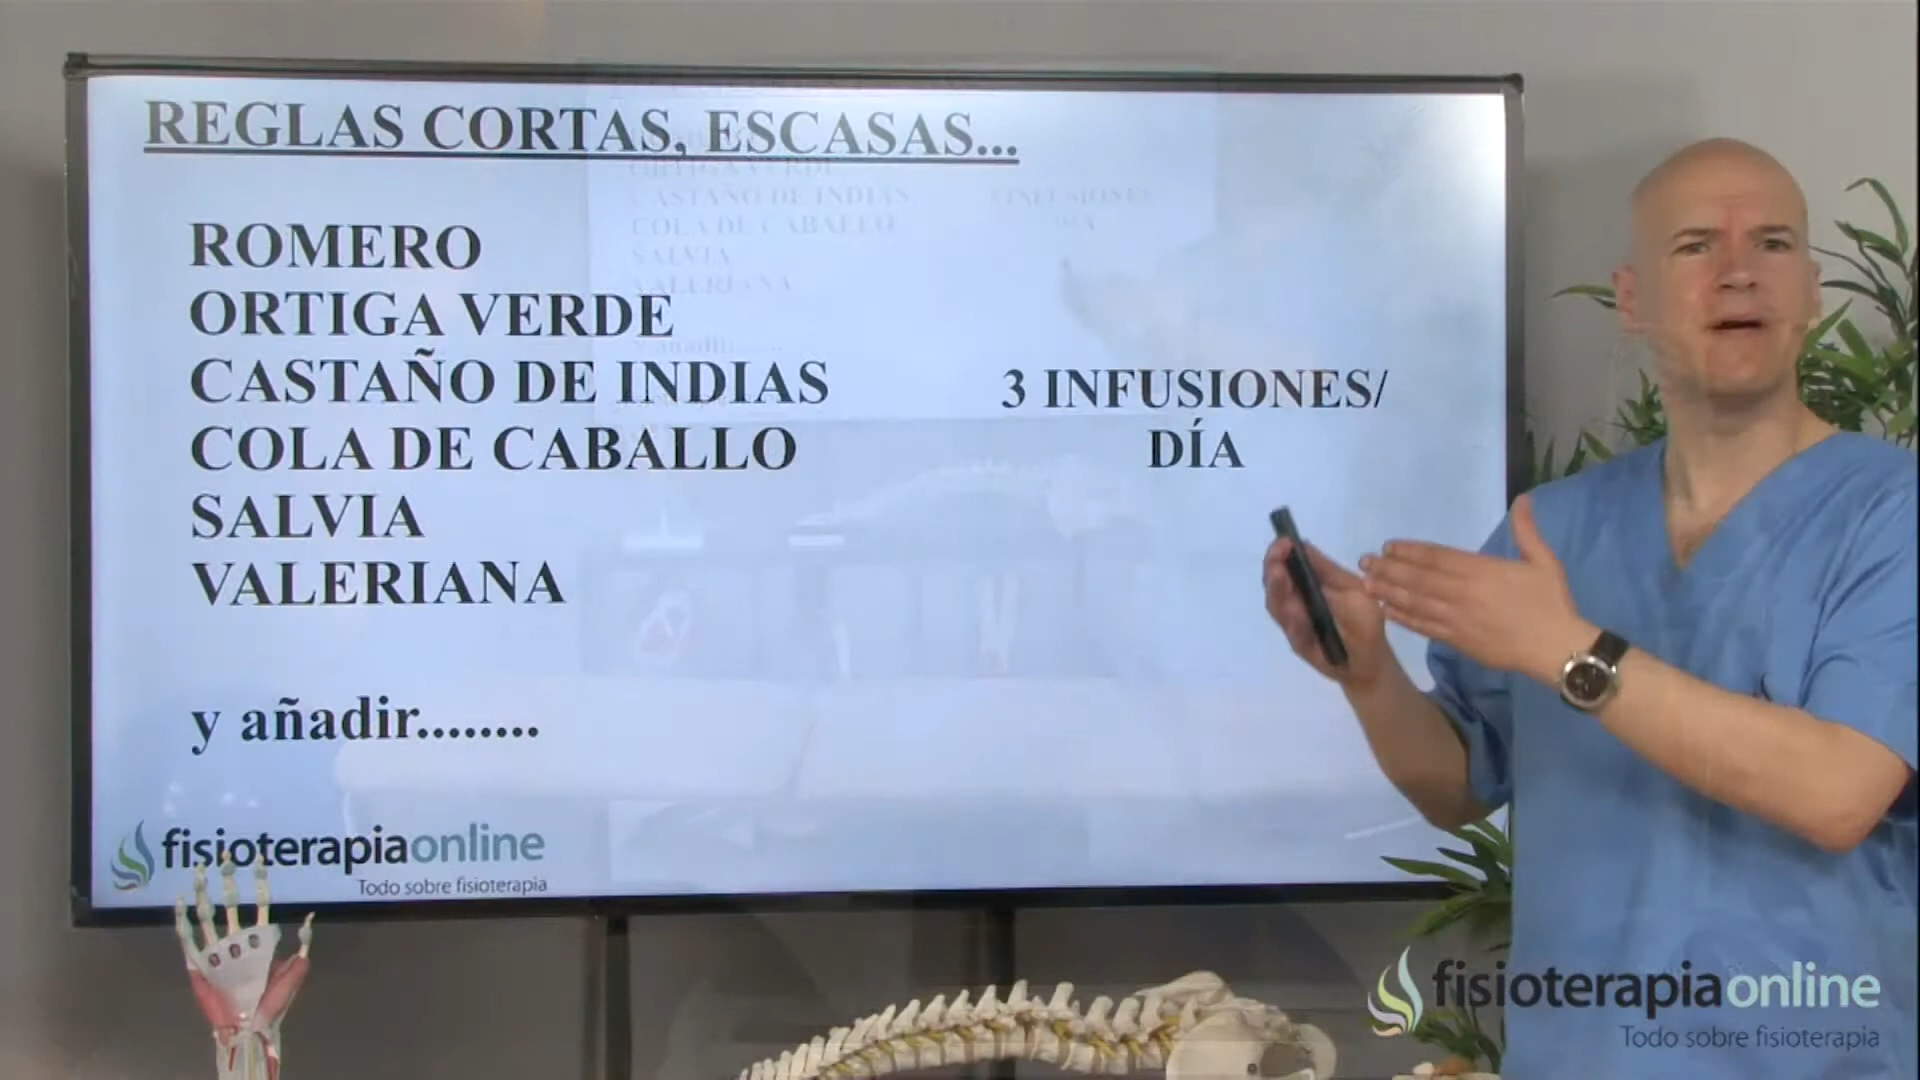 REGLAS CORTAS, ESCASAS...
ROMERO
ORTIGA VERDE
CASTAÑO DE INDIAS
COLA DE CABALLO
SALVIA
VALERIANA
3 INFUSIONES/
DÍA
y añadir........
fisioterapiaonline
Todo sobre fisioterapia
fisioterapiaonline
Todo sobre fisioterapia